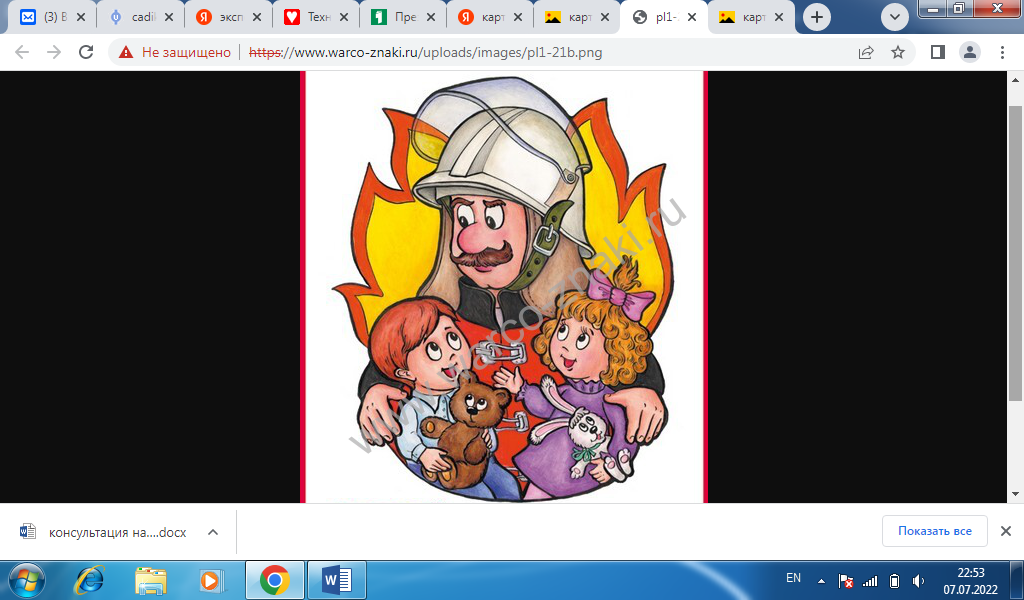 (3) В
cadil
эксп
Техн
Пре
карт
карт
pl1-
карт
Не защищено
https://www.warco-znaki.ru/uploads/images/pl1-21b.png
www.warco-znaki.ru
консультация на....docx
Показать все
EN
22:53
07.07.2022